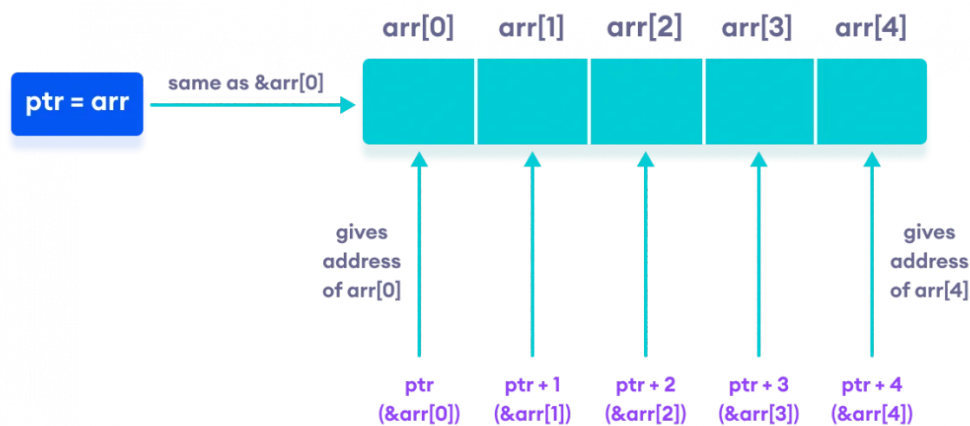 arr[0] arr[1] arr[2] arr[3] arr[4]
ptr = arr
same as &arr[0]
gives
address
of arr[0]
gives
address
of arr[4]
ptr ptr + 1 ptr + 2 ptr + 3 ptr + 4
(&arr[0]) (&arr[1]) (&arr[2]) (&arr[3]) (&arr[4])